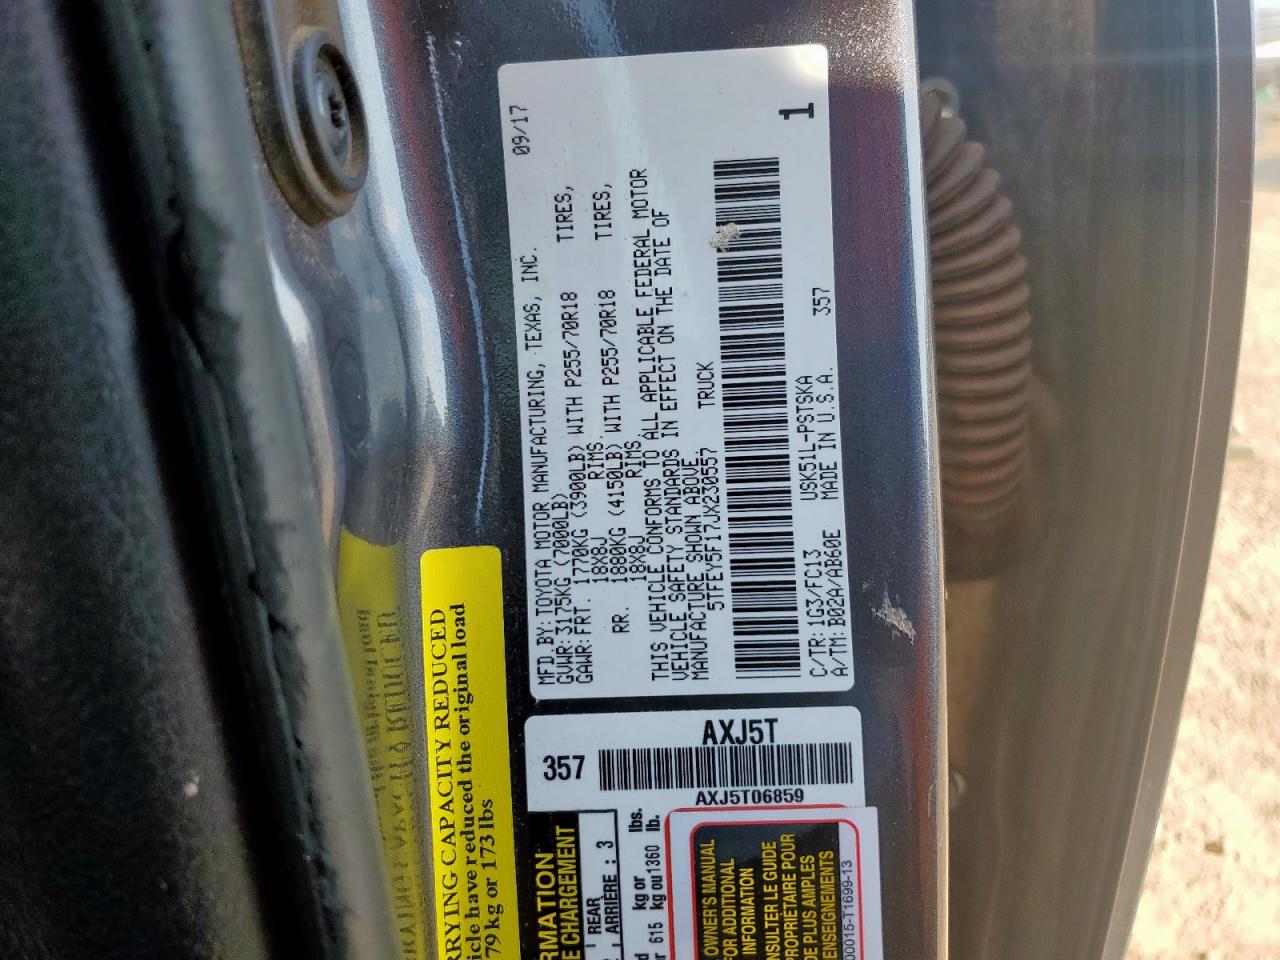 MFD BY: TOYOTA MOTOR MANUFACTURING, TEXAS, INC. 09/17
GVWR: 3175KG (7000LB)
GAWR: FRT. 1770KG (3900LB) WITH P255/70R18 TIRES,
18X8J RIMS.
RR. 1880KG (4150LB) WITH P255/70R18 TIRES,
18X8J RIMS
THIS VEHICLE CONFORMS TO ALL APPLICABLE FEDERAL MOTOR
VEHICLE SAFETY STANDARDS IN EFFECT ON THE DATE OF
MANUFACTURE SHOWN ABOVE.
5TFEY5F17JX230557 TRUCK
C/TR: 1G3/FC13 USK51L-PSTSKA 357
A/TM: B02A/AB60E MADE IN U.S.A.
1
AXJ5T
357
AXJ5T06859
RRYING CAPACITY REDUCED
icle have reduced the original load
79 kg or 173 lbs
RMATION
E CHARGEMENT
REAR
ARRIÈRE : 3
kg or lbs.
615 kg ou 1360 lb.
OWNER'S MANUAL
FOR ADDITIONAL
INFORMATION
NSULTER LE GUIDE
PROPRIÉTAIRE POUR
DE PLUS AMPLES
ENSEIGNEMENTS
00015-T1699-13